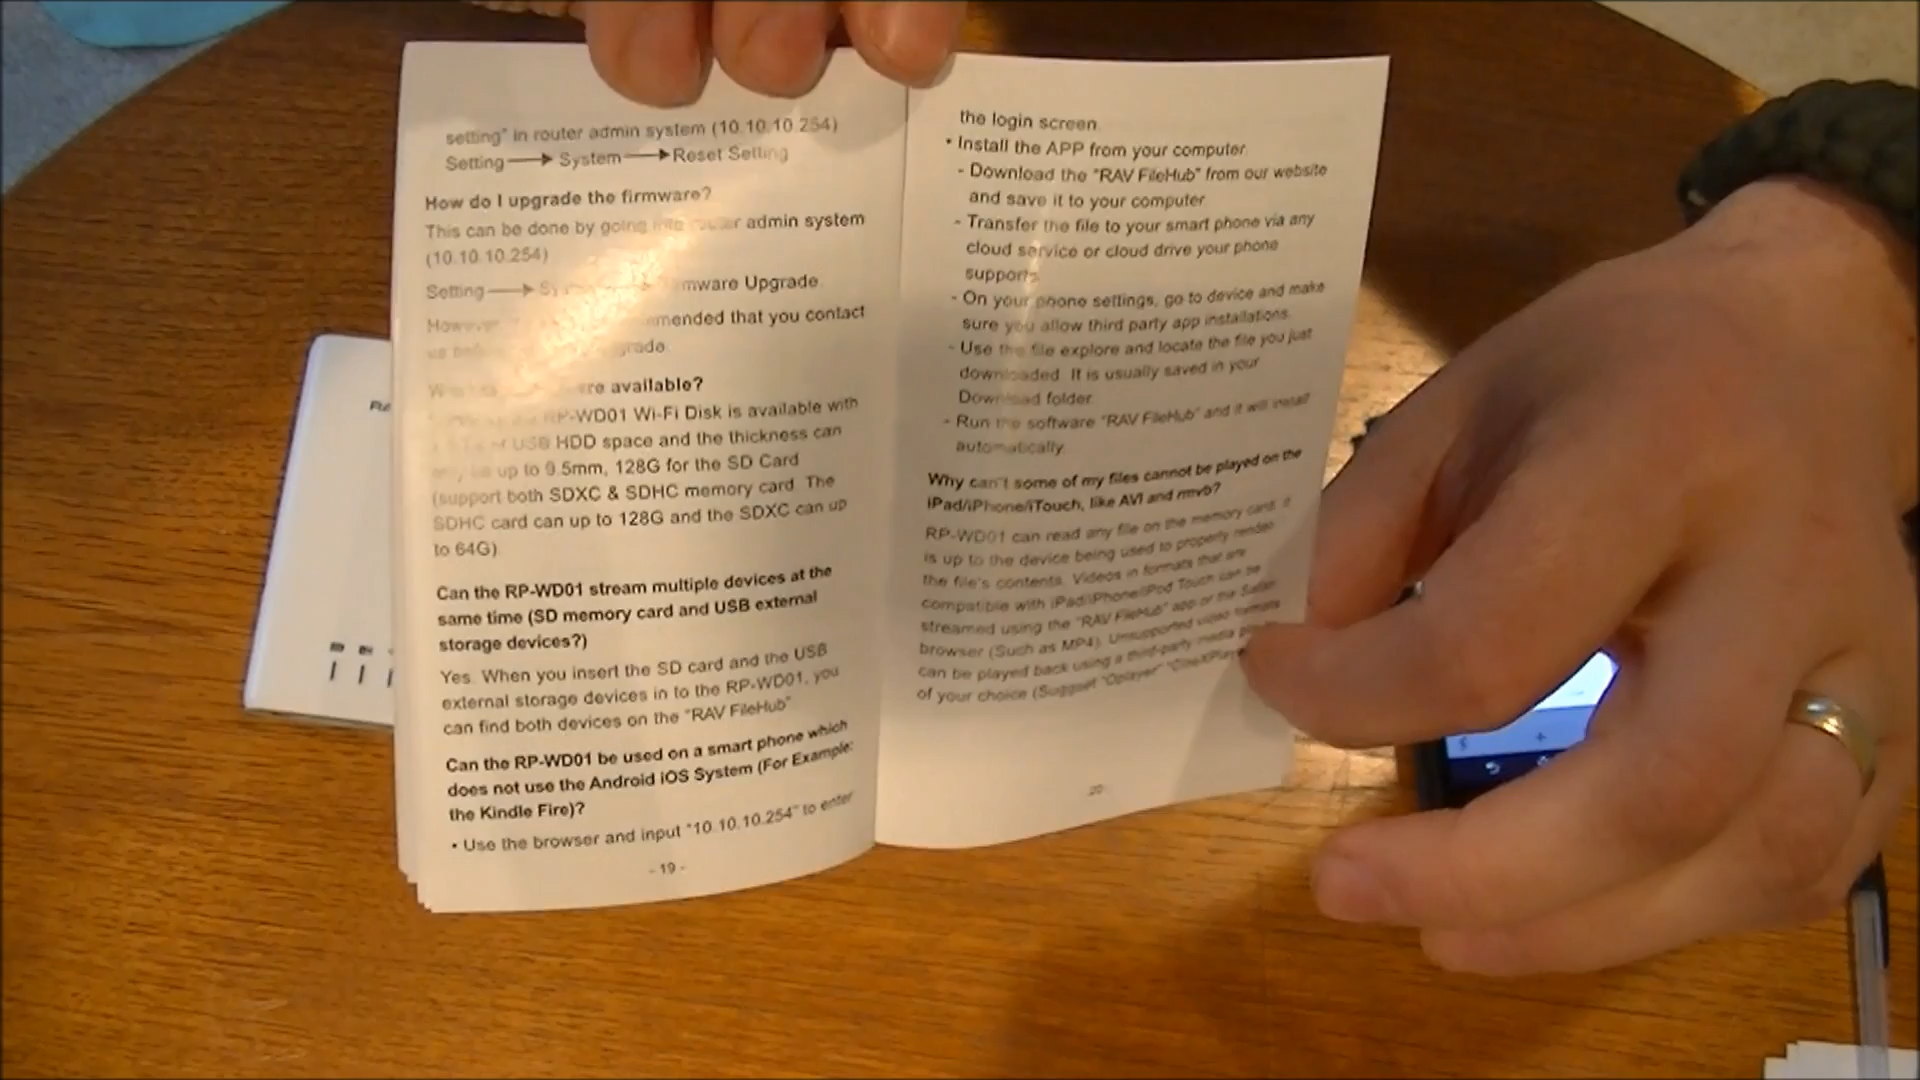 setting" in router admin system (10.10.10.254)
Setting → System → Reset Setting
How do I upgrade the firmware?
This can be done by going into router admin system
(10.10.10.254)
Setting → mware Upgrade
However mended that you contact
us grade.
are available?
RP-WD01 Wi-Fi Disk is available with
of USB HDD space and the thickness can
only be up to 9.5mm, 128G for the SD Card
(support both SDXC & SDHC memory card. The
SDHC card can up to 128G and the SDXC can up
to 64G)
Can the RP-WD01 stream multiple devices at the
same time (SD memory card and USB external
storage devices?)
Yes. When you insert the SD card and the USB
external storage devices in to the RP-WD01, you
can find both devices on the "RAV FileHub"
Can the RP-WD01 be used on a smart phone which
does not use the Android iOS System (For Example:
the Kindle Fire)?
• Use the browser and input "10.10.10.254" to enter
- 19 -
the login screen.
• Install the APP from your computer.
- Download the "RAV FileHub" from our website
and save it to your computer
- Transfer the file to your smart phone via any
cloud service or cloud drive your phone
supports.
- On your phone settings, go to device and make
sure you allow third party app installations.
- Use the file explore and locate the file you just
downloaded. It is usually saved in your
Download folder.
- Run the software "RAV FileHub" and it will install
automatically.
Why can't some of my files cannot be played on the
iPad/iPhone/iTouch, like AVI and rmvb?
RP-WD01 can read any file on the memory card, it
is up to the device being used to properly render
the file's contents. Videos in formats that are
compatible with iPad/iPhone/iPod Touch can be
streamed using the "RAV FileHub" app or the Safari
browser (Such as MP4). Unsupported video formats
can be played back using a third-party media
of your choice (Suggset "Oplayer" "CineXPlayer
20